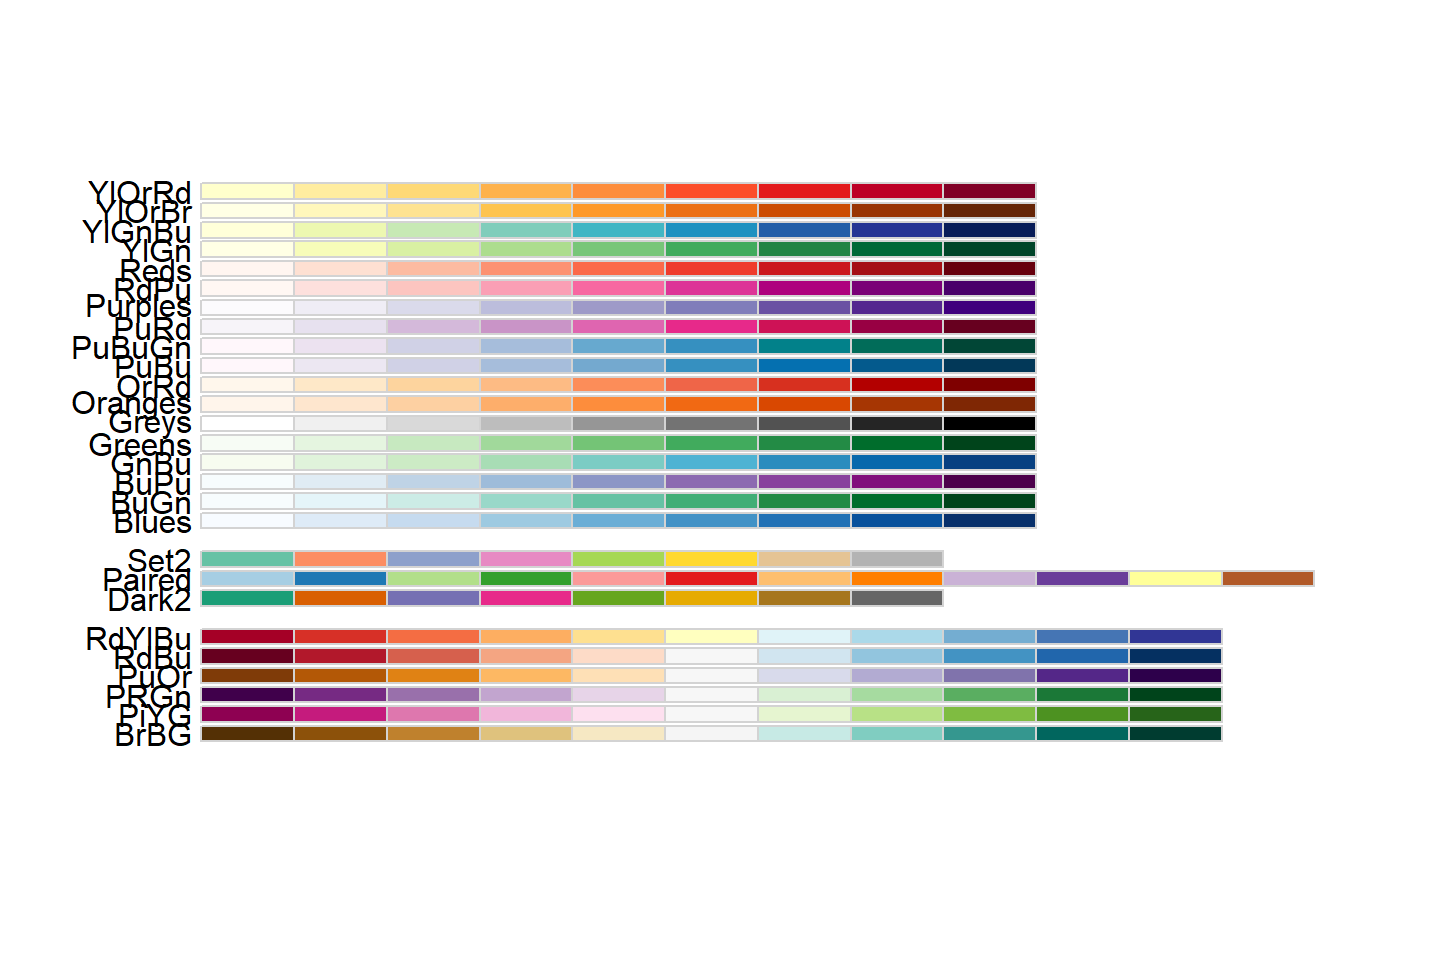 YlOrRd
YlOrBr
YlGnBu
YlGn
Reds
RdPu
Purples
PuRd
PuBuGn
PuBu
OrRd
Oranges
Greys
Greens
GnBu
BuPu
BuGn
Blues
Set2
Paired
Dark2
RdYlBu
RdBu
PuOr
PRGn
PiYG
BrBG